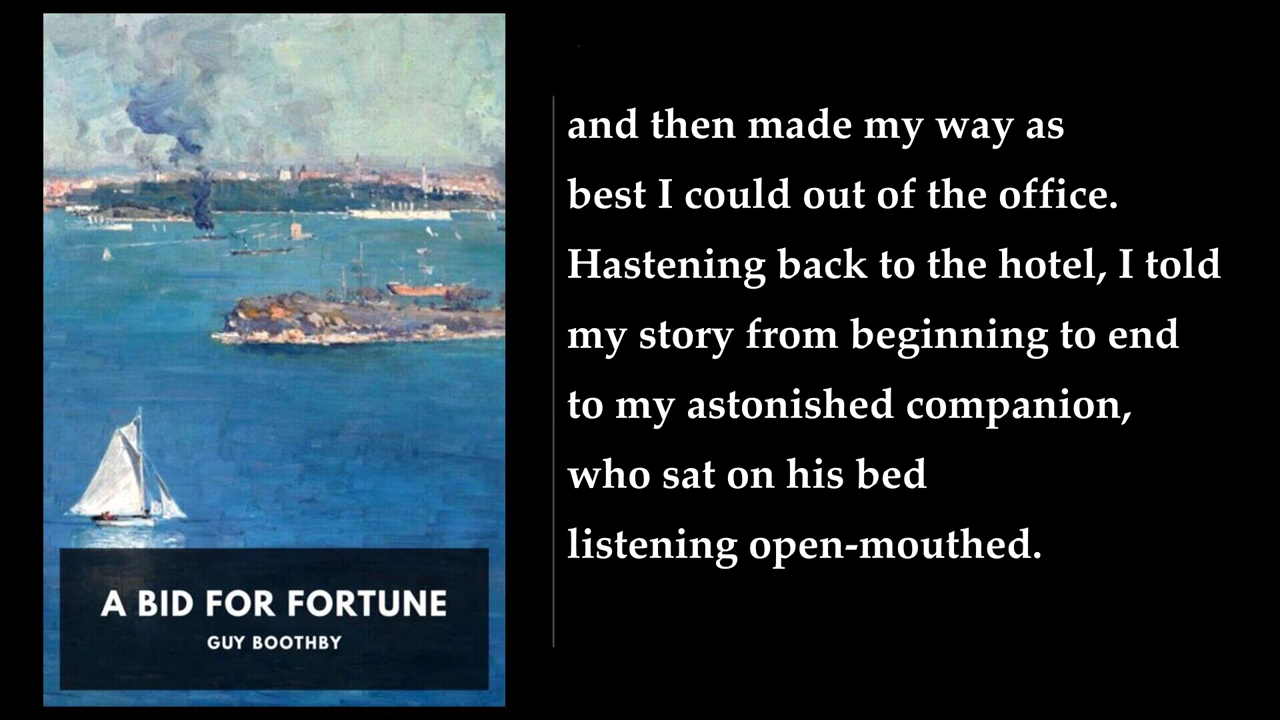 A BID FOR FORTUNE
GUY BOOTHBY
and then made my way as
best I could out of the office.
Hastening back to the hotel, I told
my story from beginning to end
to my astonished companion,
who sat on his bed
listening open-mouthed.